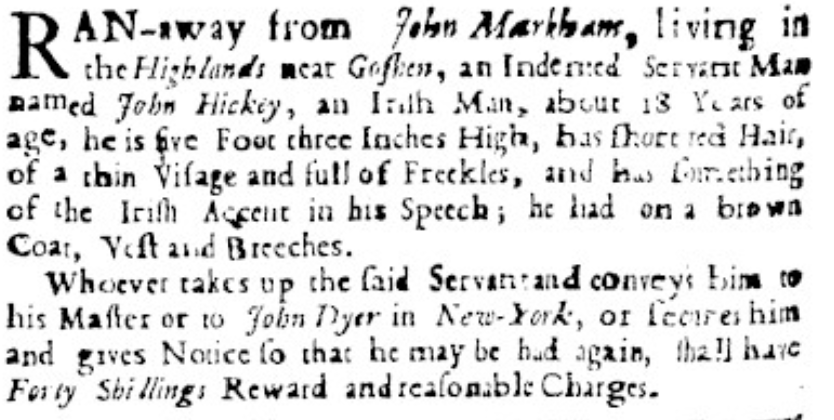 RAN-away from John Markham, living in
the Highlands near Goſhen, an Indented Servant Man
named John Hickey, an Iriſh Man, about 18 Years of
age, he is five Foot three Inches High, has ſhort red Hair,
of a thin Viſage and full of Freckles, and has ſomething
of the Iriſh Accent in his Speech; he had on a brown
Coat, Veſt and Breeches.
Whoever takes up the ſaid Servant and conveys him to
his Maſter or to John Dyer in New-York, or ſecures him
and gives Notice ſo that he may be had again, ſhall have
Forty Shillings Reward and reaſonable Charges.